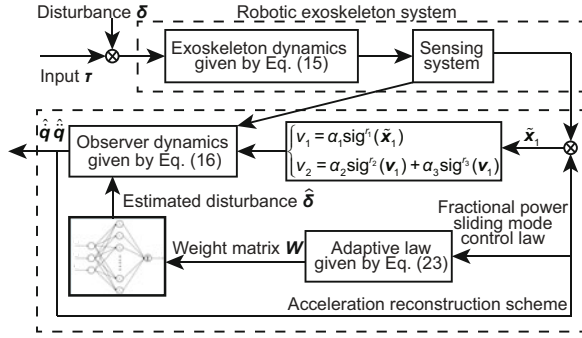 Disturbance δ
Robotic exoskeleton system
Input τ
Exoskeleton dynamics
given by Eq. (15)
Sensing
system
q̂ q̇̂
Observer dynamics
given by Eq. (16)
v₁ = α₁sig^{r₁}(x̃₁)
v₂ = α₂sig^{r₂}(v₁) + α₃sig^{r₃}(v₁)
x̃₁
Estimated disturbance δ̂
Fractional power
sliding mode
control law
Weight matrix W
Adaptive law
given by Eq. (23)
Acceleration reconstruction scheme